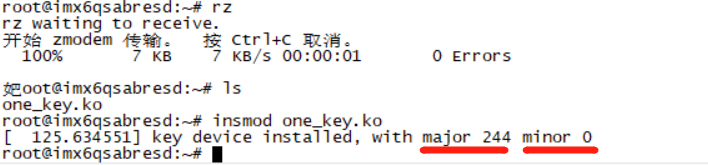 root@imx6qsabresd:~# rz
rz waiting to receive.
开始 zmodem 传输。 按 Ctrl+C 取消。
100% 7 KB 7 KB/s 00:00:01 0 Errors
妑oot@imx6qsabresd:~# ls
one_key.ko
root@imx6qsabresd:~# insmod one_key.ko
[ 125.634551] key device installed, with major 244 minor 0
root@imx6qsabresd:~#